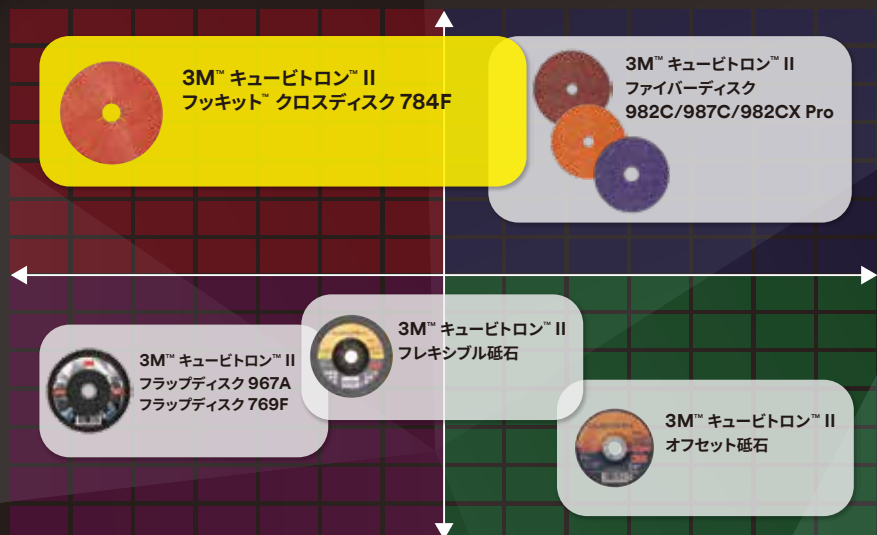 3M™ キュービトロン™ II
フッキット™ クロスディスク 784F
3M™ キュービトロン™ II
ファイバーディスク
982C/987C/982CX Pro
3M™ キュービトロン™ II
フレキシブル砥石
3M™ キュービトロン™ II
フラップディスク 967A
フラップディスク 769F
3M™ キュービトロン™ II
オフセット砥石